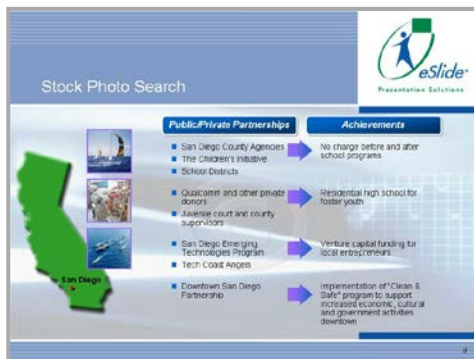 eSlide
Presentation Solutions
Stock Photo Search
Public/Private Partnerships
Achievements
San Diego County Agencies
The Children's Initiative
School Districts
No charge before and after
school programs
Qualcomm and other private
donors
Juvenile court and county
supervisors
Residential high school for
foster youth
San Diego Emerging
Technologies Program
Tech Coast Angels
Venture capital funding for
local entrepreneurs
Downtown San Diego
Partnership
Implementation of "Clean &
Safe" program to support
increased economic, cultural
and government activities
downtown
San Diego